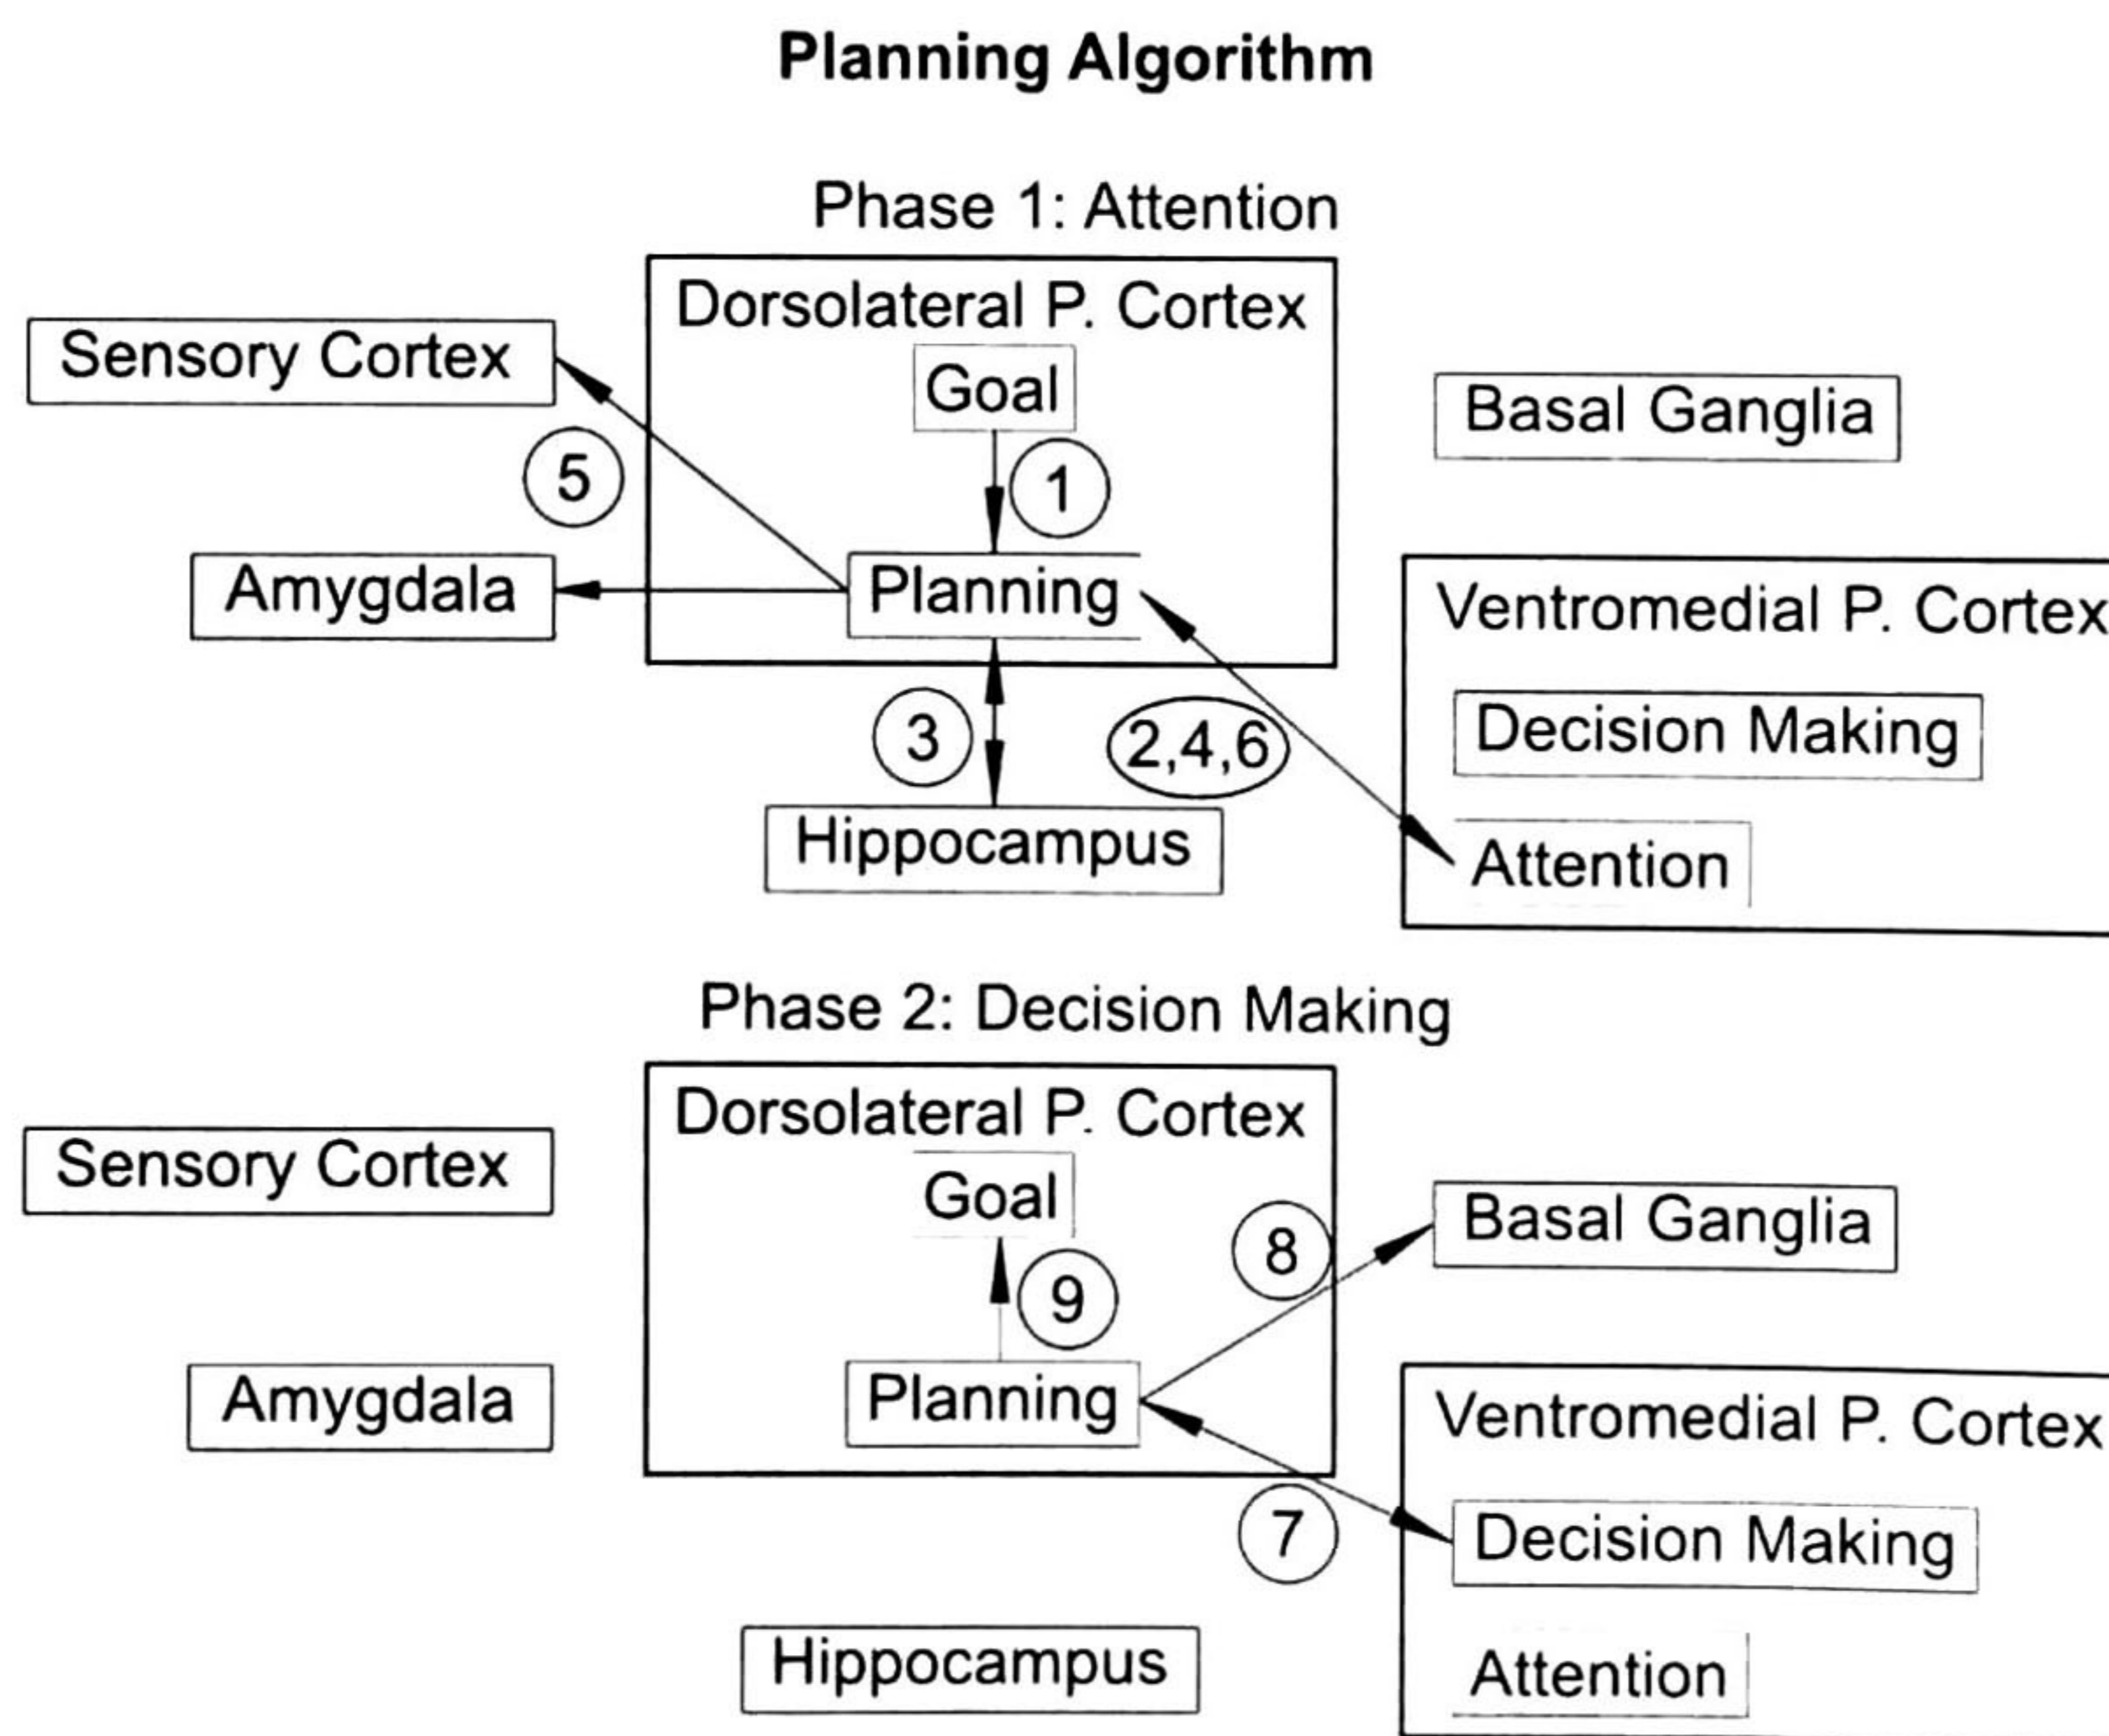 Planning Algorithm
Phase 1: Attention
Dorsolateral P. Cortex
Sensory Cortex
Goal
Basal Ganglia
5
1
Amygdala
Planning
Ventromedial P. Cortex
3
2,4,6
Decision Making
Hippocampus
Attention
Phase 2: Decision Making
Dorsolateral P. Cortex
Sensory Cortex
Goal
8
Basal Ganglia
9
Amygdala
Planning
Ventromedial P. Cortex
7
Decision Making
Hippocampus
Attention